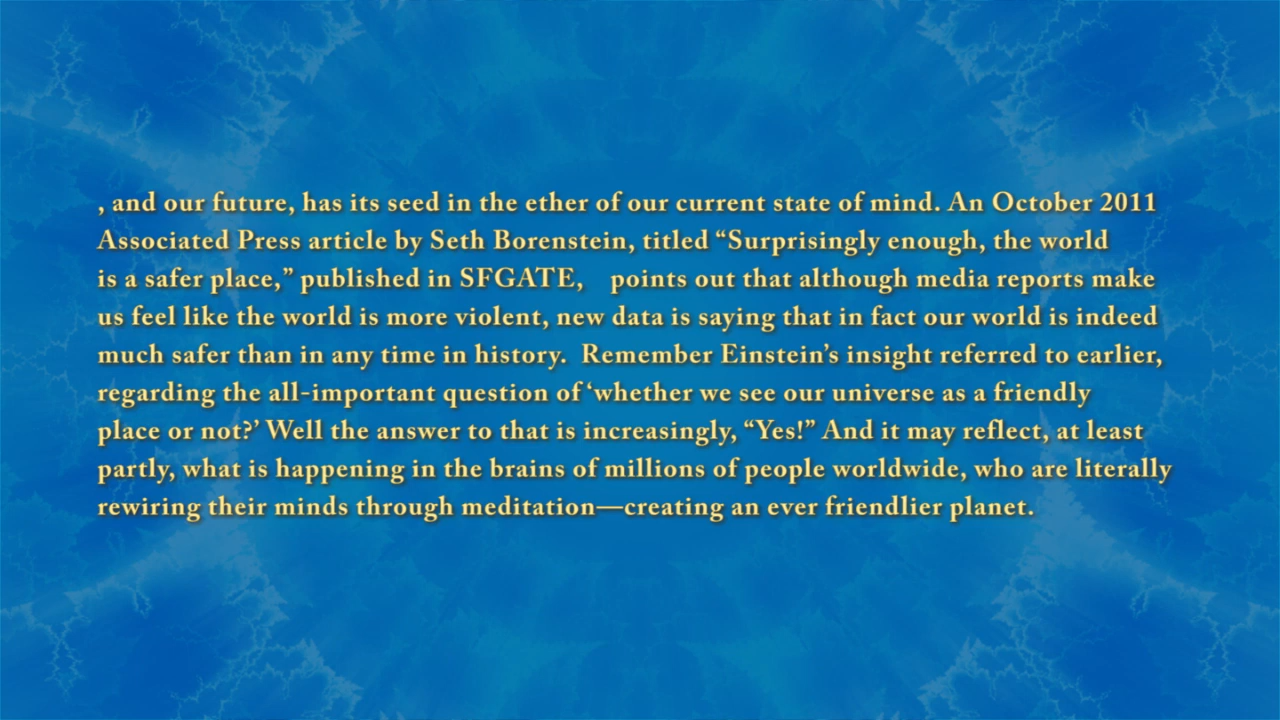 , and our future, has its seed in the ether of our current state of mind. An October 2011
Associated Press article by Seth Borenstein, titled “Surprisingly enough, the world
is a safer place,” published in SFGATE,    points out that although media reports make
us feel like the world is more violent, new data is saying that in fact our world is indeed
much safer than in any time in history.  Remember Einstein’s insight referred to earlier,
regarding the all-important question of ‘whether we see our universe as a friendly
place or not?’ Well the answer to that is increasingly, “Yes!” And it may reflect, at least
partly, what is happening in the brains of millions of people worldwide, who are literally
rewiring their minds through meditation—creating an ever friendlier planet.